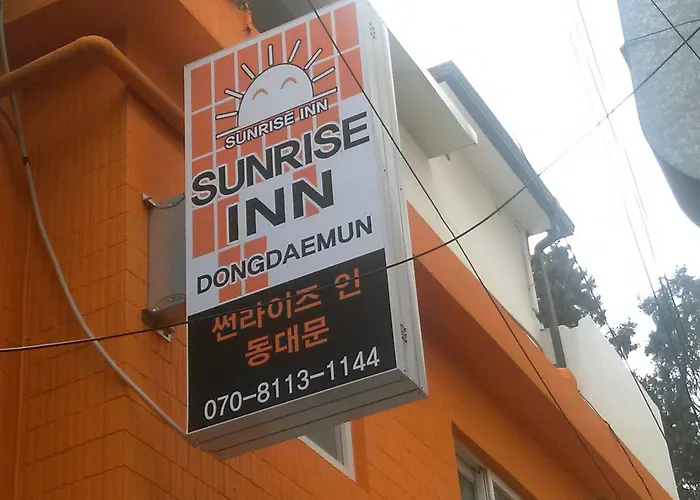 SUNRISE INN
SUNRISE
INN
DONGDAEMUN
썬라이즈 인
동대문
070-8113-1144